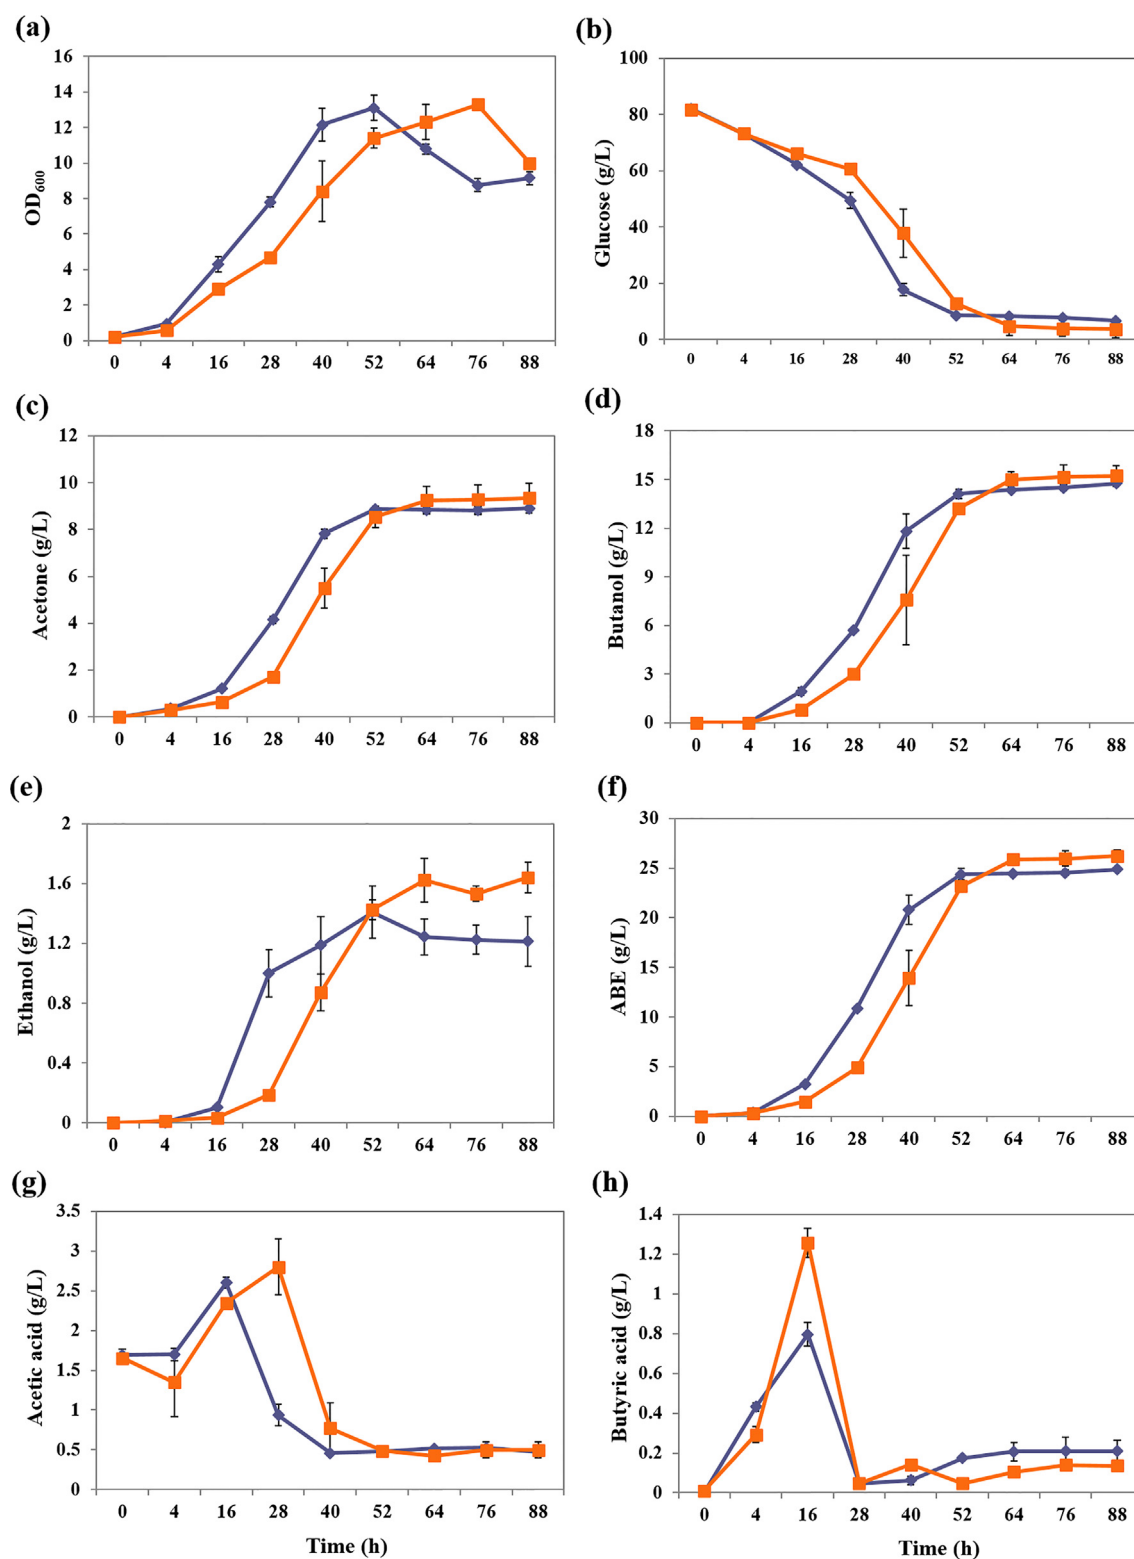 (a)
16
14
12
10
8
6
4
2
0
OD600
0 4 16 28 40 52 64 76 88
(b)
100
80
60
40
20
0
Glucose (g/L)
0 4 16 28 40 52 64 76 88
(c)
12
10
8
6
4
2
0
Acetone (g/L)
0 4 16 28 40 52 64 76 88
(d)
18
15
12
9
6
3
0
Butanol (g/L)
0 4 16 28 40 52 64 76 88
(e)
2
1.6
1.2
0.8
0.4
0
Ethanol (g/L)
0 4 16 28 40 52 64 76 88
(f)
30
25
20
15
10
5
0
ABE (g/L)
0 4 16 28 40 52 64 76 88
(g)
3.5
3
2.5
2
1.5
1
0.5
0
Acetic acid (g/L)
0 4 16 28 40 52 64 76 88
Time (h)
(h)
1.4
1.2
1
0.8
0.6
0.4
0.2
0
Butyric acid (g/L)
0 4 16 28 40 52 64 76 88
Time (h)